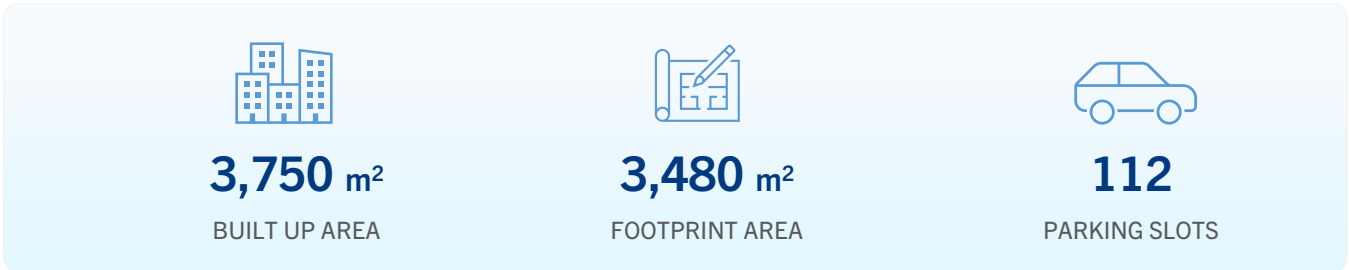 3,750 m²
BUILT UP AREA
3,480 m²
FOOTPRINT AREA
112
PARKING SLOTS